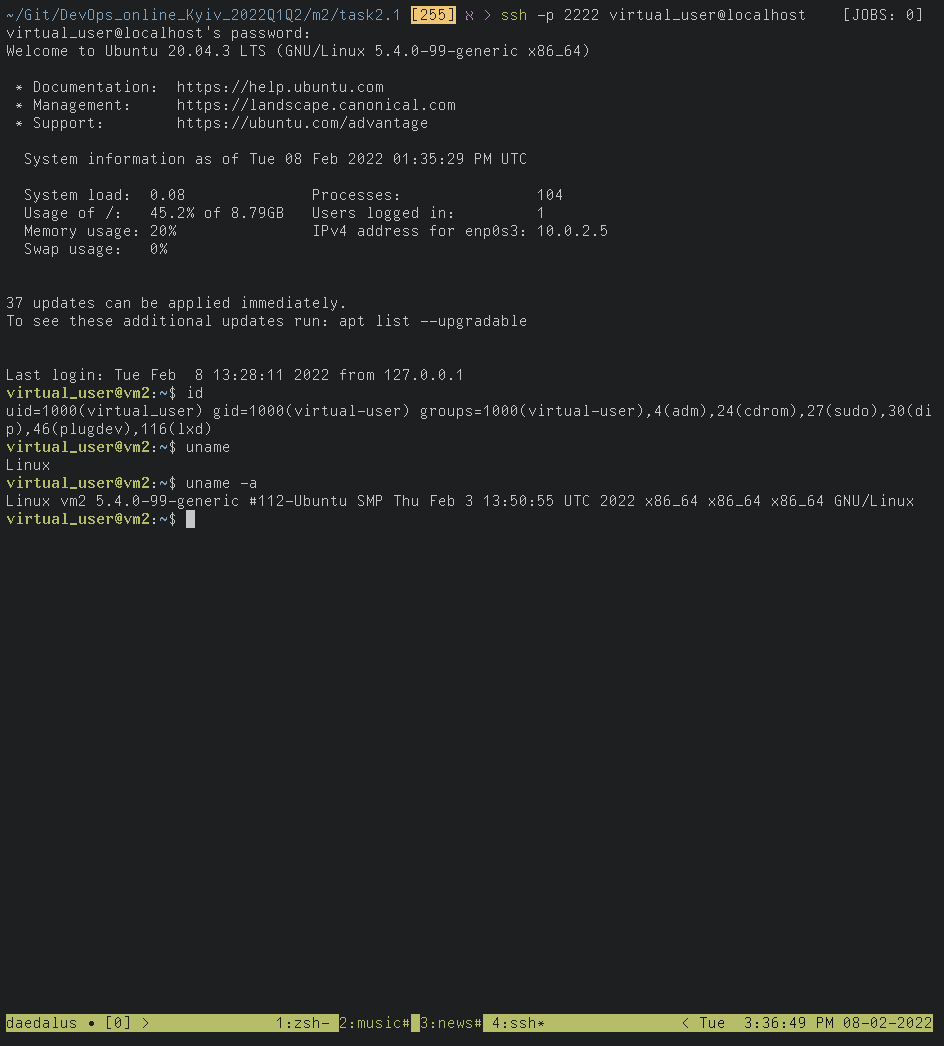 ~/Git/DevOps_online_Kyiv_2022Q1Q2/m2/task2.1 [255] א > ssh -p 2222 virtual_user@localhost [JOBS: 0]
virtual_user@localhost's password:
Welcome to Ubuntu 20.04.3 LTS (GNU/Linux 5.4.0-99-generic x86_64)
* Documentation: https://help.ubuntu.com
* Management: https://landscape.canonical.com
* Support: https://ubuntu.com/advantage
System information as of Tue 08 Feb 2022 01:35:29 PM UTC
System load: 0.08 Processes: 104
Usage of /: 45.2% of 8.79GB Users logged in: 1
Memory usage: 20% IPv4 address for enp0s3: 10.0.2.5
Swap usage: 0%
37 updates can be applied immediately.
To see these additional updates run: apt list --upgradable
Last login: Tue Feb  8 13:28:11 2022 from 127.0.0.1
virtual_user@vm2:~$ id
uid=1000(virtual_user) gid=1000(virtual-user) groups=1000(virtual-user),4(adm),24(cdrom),27(sudo),30(di
p),46(plugdev),116(lxd)
virtual_user@vm2:~$ uname
Linux
virtual_user@vm2:~$ uname -a
Linux vm2 5.4.0-99-generic #112-Ubuntu SMP Thu Feb 3 13:50:55 UTC 2022 x86_64 x86_64 x86_64 GNU/Linux
virtual_user@vm2:~$
daedalus • [0] > 1:zsh- 2:music# 3:news# 4:ssh* < Tue  3:36:49 PM 08-02-2022